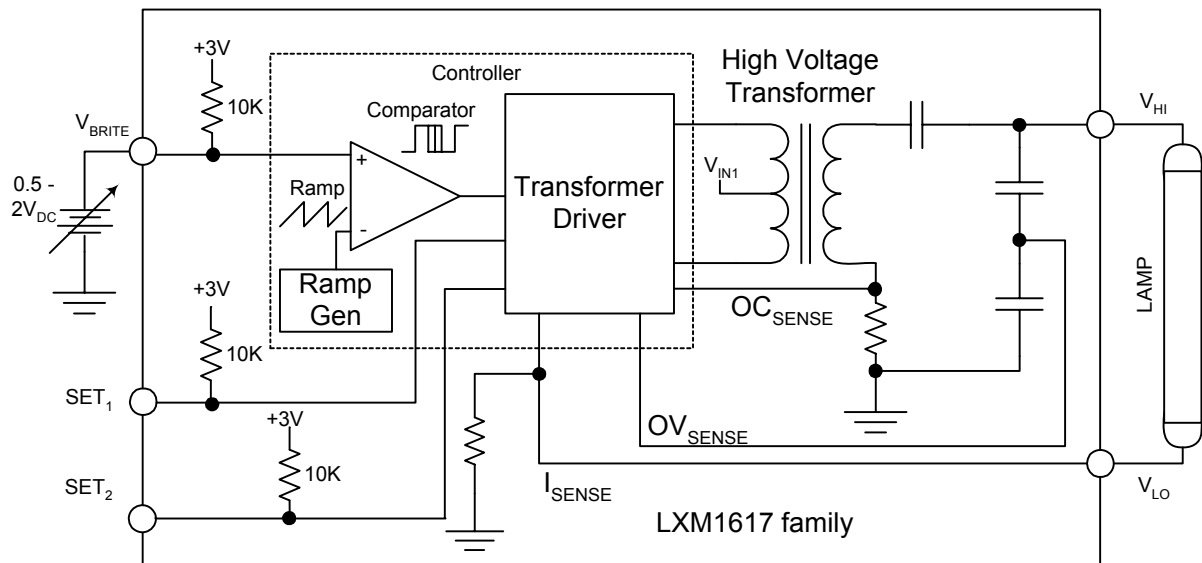 +3V
10K
V_BRITE
0.5 -
2V_DC
Controller
Comparator
+
Ramp
-
Ramp
Gen
Transformer
Driver
High Voltage
Transformer
V_IN1
V_HI
LAMP
OC_SENSE
+3V
10K
SET_1
OV_SENSE
+3V
10K
SET_2
I_SENSE
V_LO
LXM1617 family